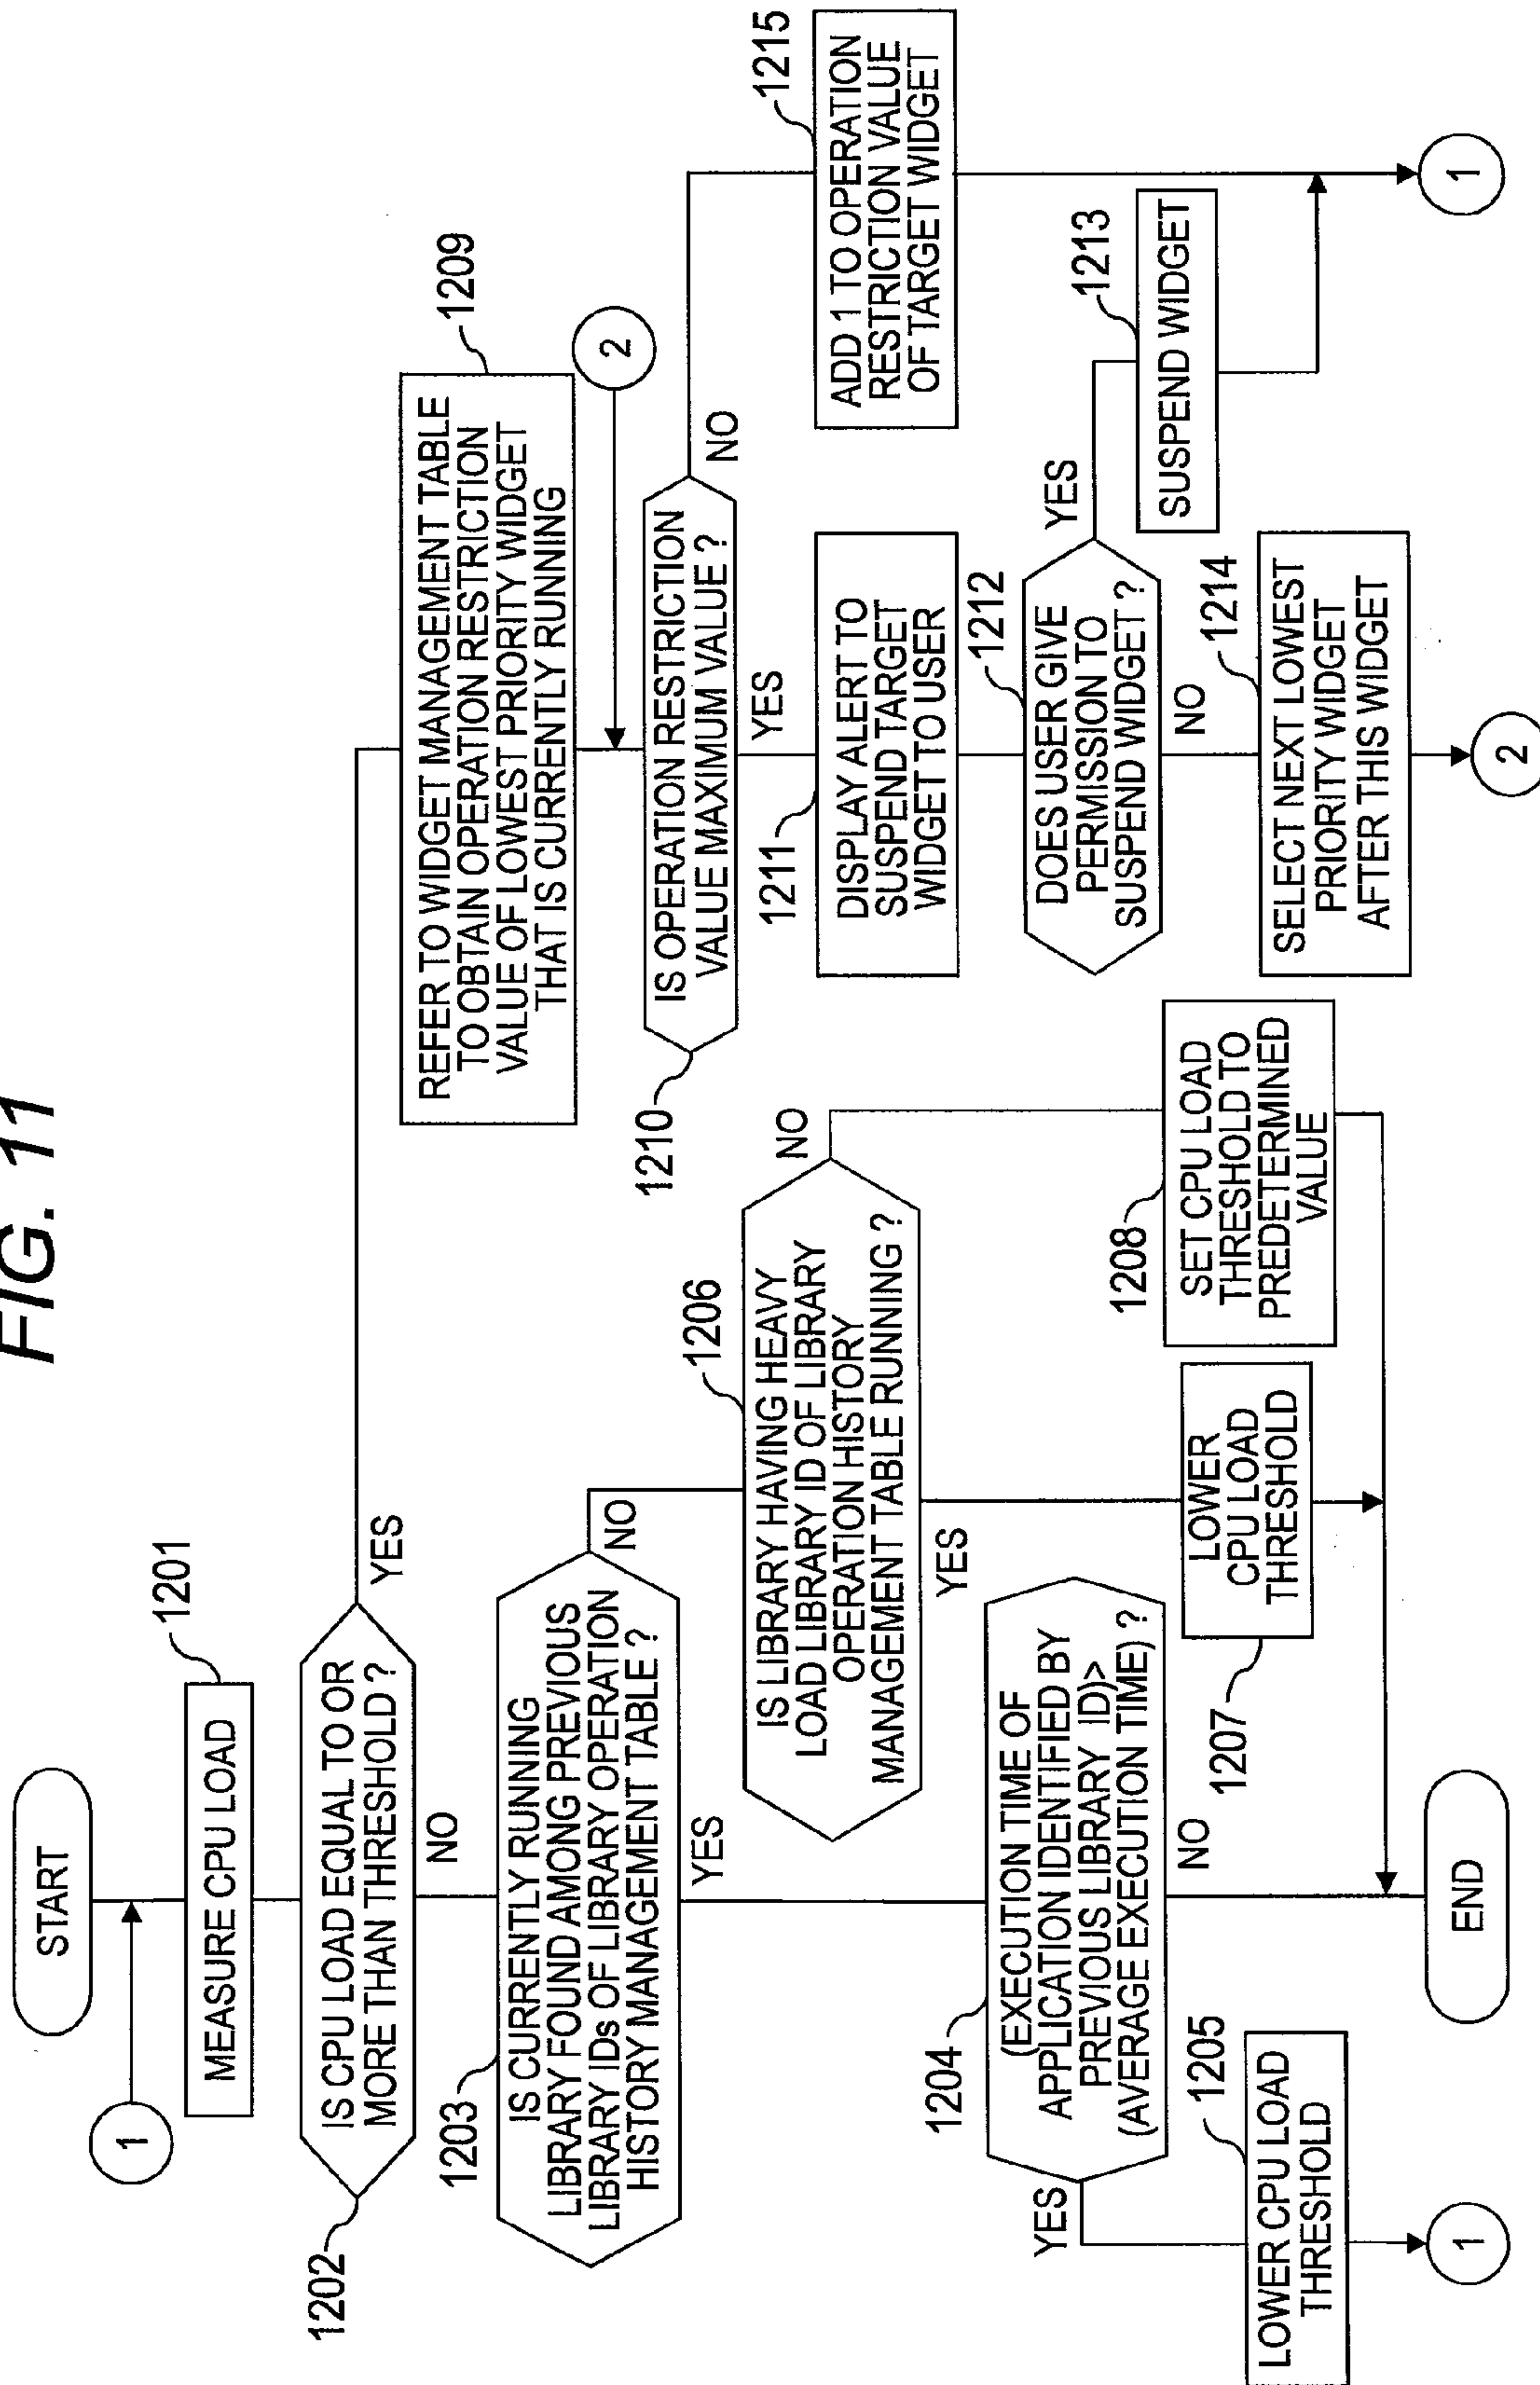 FIG. 11
START
1
MEASURE CPU LOAD
1201
IS CPU LOAD EQUAL TO OR
MORE THAN THRESHOLD ?
1202
YES
NO
1203
IS CURRENTLY RUNNING
LIBRARY FOUND AMONG PREVIOUS
LIBRARY IDs OF LIBRARY OPERATION
HISTORY MANAGEMENT TABLE ?
NO
YES
1204
(EXECUTION TIME OF
APPLICATION IDENTIFIED BY
PREVIOUS LIBRARY ID)>
(AVERAGE EXECUTION TIME) ?
YES
NO
1205
LOWER CPU LOAD
THRESHOLD
1
END
1206
IS LIBRARY HAVING HEAVY
LOAD LIBRARY ID OF LIBRARY
OPERATION HISTORY
MANAGEMENT TABLE RUNNING ?
NO
YES
1207
LOWER
CPU LOAD
THRESHOLD
1208
SET CPU LOAD
THRESHOLD TO
PREDETERMINED
VALUE
1209
REFER TO WIDGET MANAGEMENT TABLE
TO OBTAIN OPERATION RESTRICTION
VALUE OF LOWEST PRIORITY WIDGET
THAT IS CURRENTLY RUNNING
2
1210
IS OPERATION RESTRICTION
VALUE MAXIMUM VALUE ?
NO
YES
1211
DISPLAY ALERT TO
SUSPEND TARGET
WIDGET TO USER
1212
DOES USER GIVE
PERMISSION TO
SUSPEND WIDGET ?
YES
NO
1213
SUSPEND WIDGET
1214
SELECT NEXT LOWEST
PRIORITY WIDGET
AFTER THIS WIDGET
2
1215
ADD 1 TO OPERATION
RESTRICTION VALUE
OF TARGET WIDGET
1